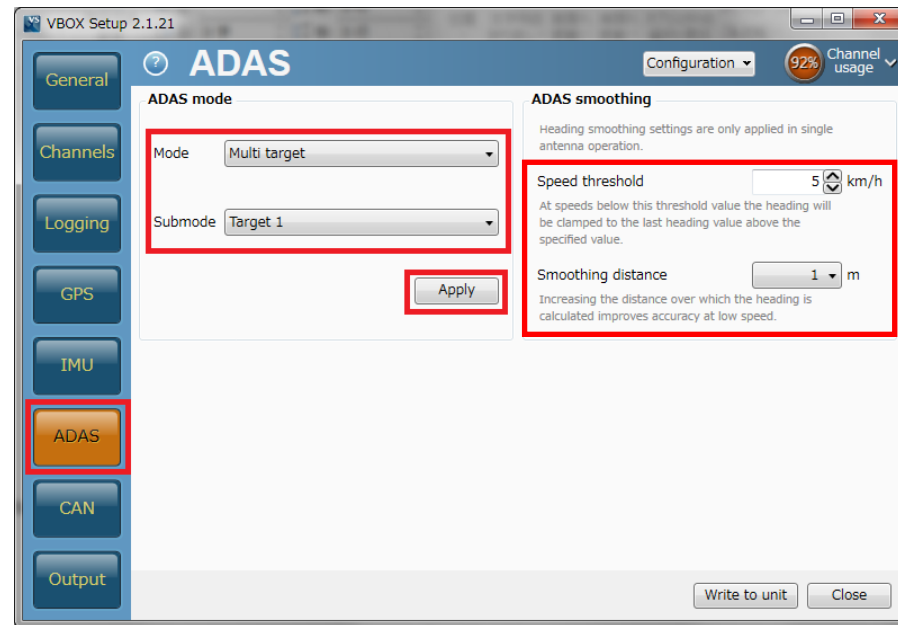 VBOX Setup 2.1.21
General
Channels
Logging
GPS
IMU
ADAS
CAN
Output
? ADAS
Configuration
92% Channel
usage
ADAS mode
Mode Multi target
Submode Target 1
Apply
ADAS smoothing
Heading smoothing settings are only applied in single
antenna operation.
Speed threshold 5 km/h
At speeds below this threshold value the heading will
be clamped to the last heading value above the
specified value.
Smoothing distance 1 m
Increasing the distance over which the heading is
calculated improves accuracy at low speed.
Write to unit
Close